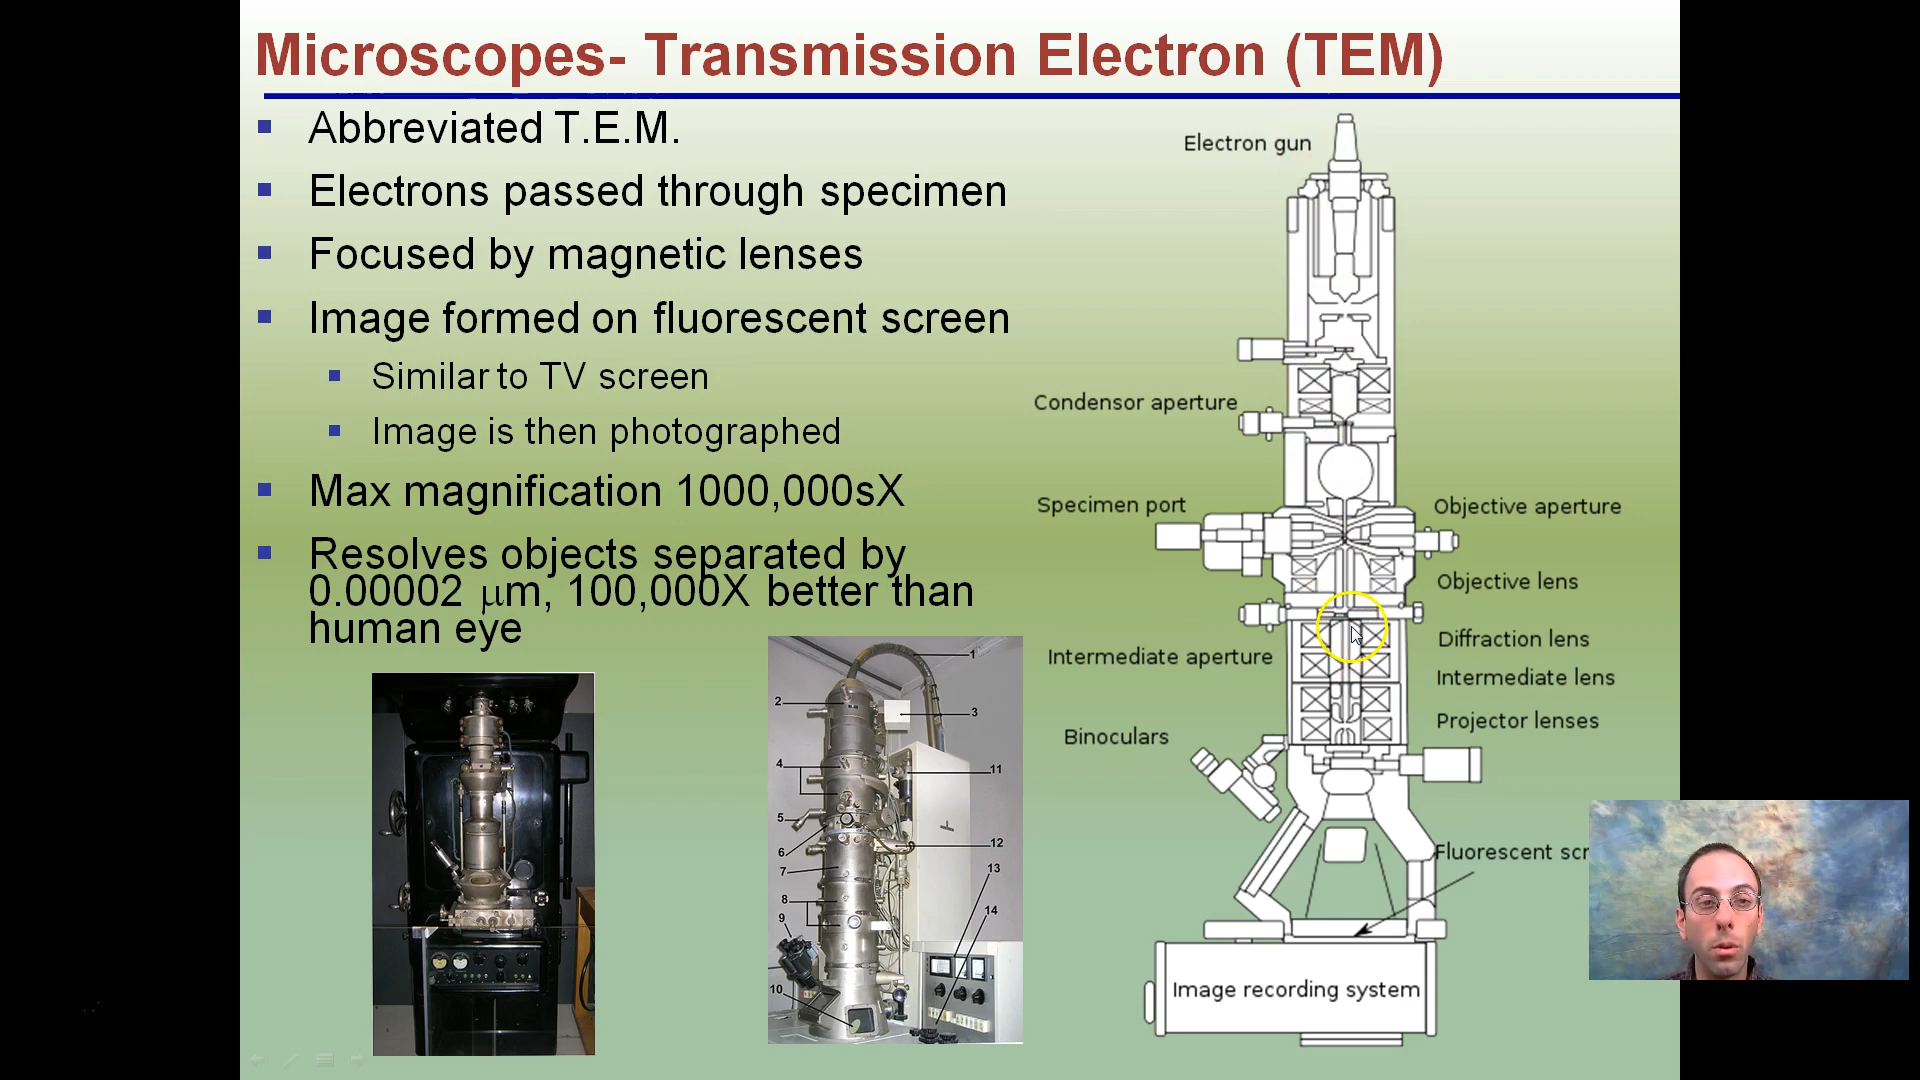 Microscopes- Transmission Electron (TEM)
Abbreviated T.E.M.
Electrons passed through specimen
Focused by magnetic lenses
Image formed on fluorescent screen
Similar to TV screen
Image is then photographed
Max magnification 1000,000sX
Resolves objects separated by
0.00002 μm, 100,000X better than
human eye
Electron gun
Condensor aperture
Specimen port
Objective aperture
Objective lens
Diffraction lens
Intermediate aperture
Intermediate lens
Projector lenses
Binoculars
Fluorescent scr
Image recording system
1
2
3
4
11
5
12
6
13
7
8
14
9
10